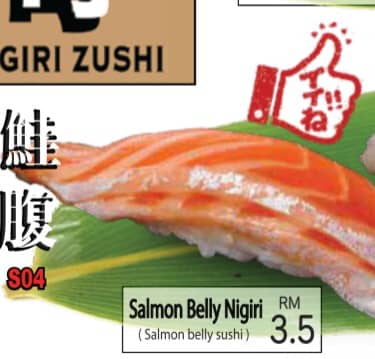 GIRI ZUSHI
イイ!!
ね
鮭
腹
S04
Salmon Belly Nigiri
( Salmon belly sushi )
RM
3.5